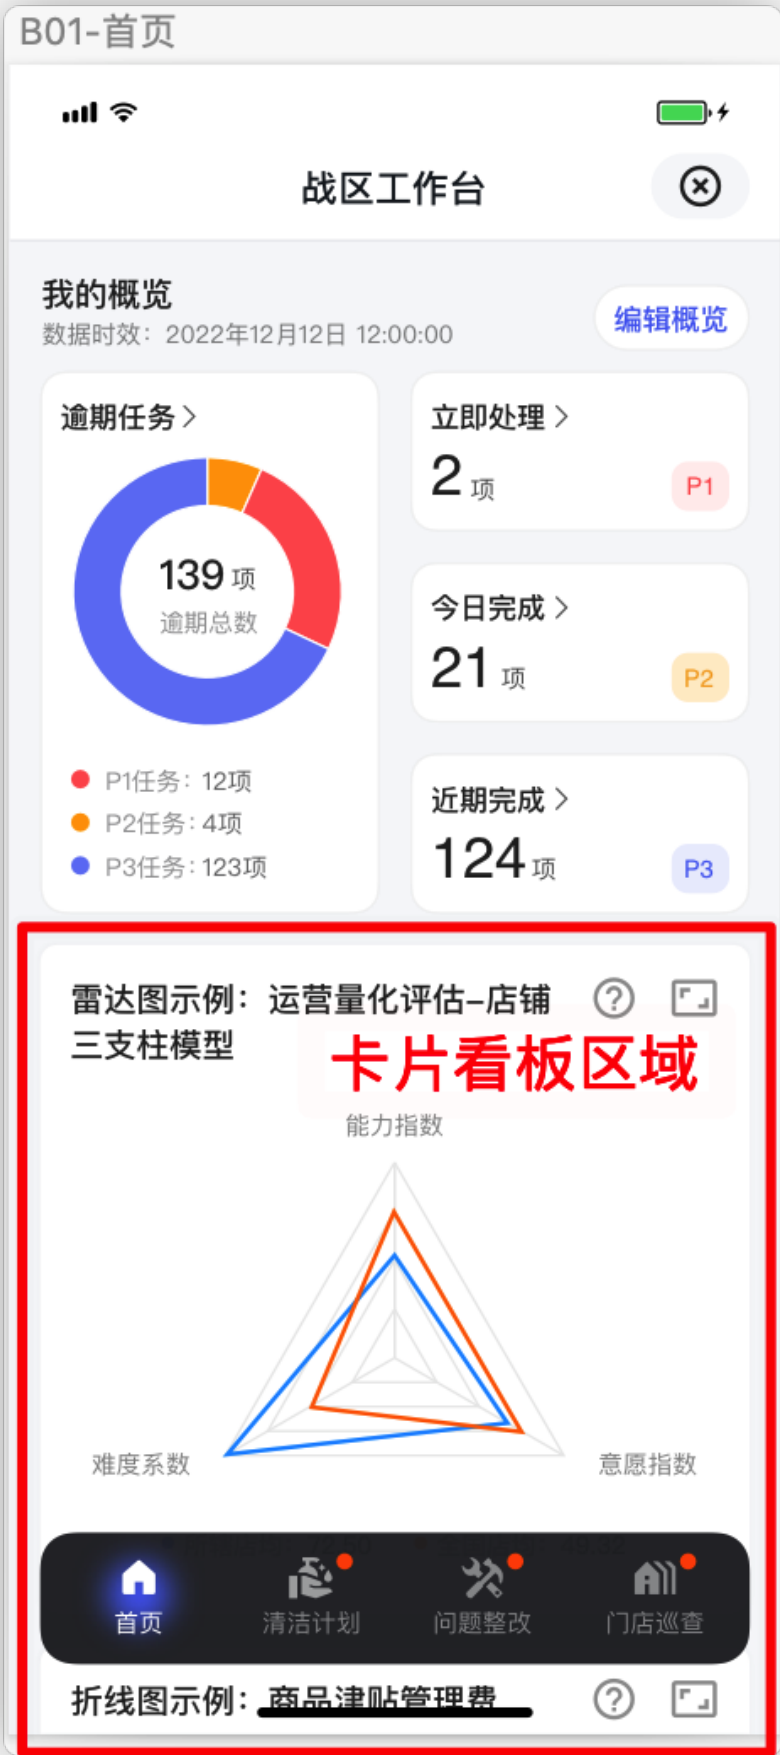 B01-首页
战区工作台
我的概览
数据时效：2022年12月12日 12:00:00
编辑概览
逾期任务
139 项
逾期总数
P1任务：12项
P2任务：4项
P3任务：123项
立即处理
2 项
P1
今日完成
21 项
P2
近期完成
124 项
P3
雷达图示例：运营量化评估-店铺
三支柱模型
卡片看板区域
能力指数
难度系数
意愿指数
首页
清洁计划
问题整改
门店巡查
折线图示例：商品津贴管理费